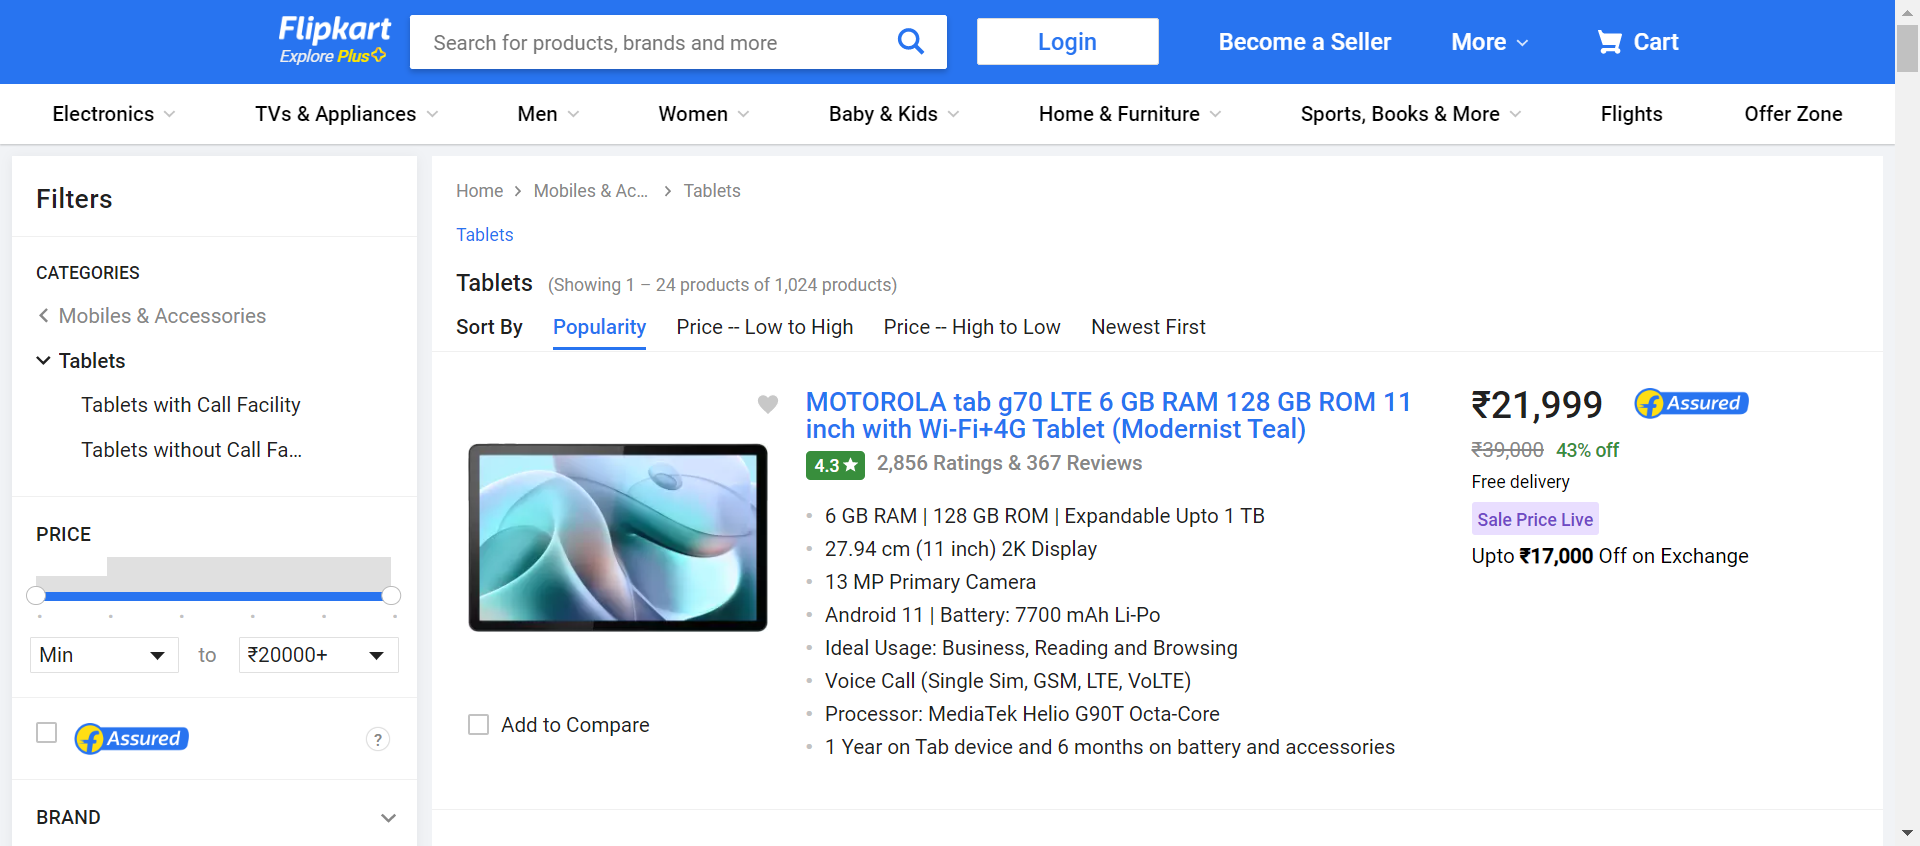 Flipkart
Explore Plus
Search for products, brands and more
Login
Become a Seller
More
Cart
Electronics
TVs & Appliances
Men
Women
Baby & Kids
Home & Furniture
Sports, Books & More
Flights
Offer Zone
Filters
CATEGORIES
Mobiles & Accessories
Tablets
Tablets with Call Facility
Tablets without Call Fa...
PRICE
Min
to
₹20000+
Assured
?
BRAND
Home
Mobiles & Ac...
Tablets
Tablets
Tablets (Showing 1 – 24 products of 1,024 products)
Sort By
Popularity
Price -- Low to High
Price -- High to Low
Newest First
MOTOROLA tab g70 LTE 6 GB RAM 128 GB ROM 11
inch with Wi-Fi+4G Tablet (Modernist Teal)
4.3
2,856 Ratings & 367 Reviews
6 GB RAM | 128 GB ROM | Expandable Upto 1 TB
27.94 cm (11 inch) 2K Display
13 MP Primary Camera
Android 11 | Battery: 7700 mAh Li-Po
Ideal Usage: Business, Reading and Browsing
Voice Call (Single Sim, GSM, LTE, VoLTE)
Processor: MediaTek Helio G90T Octa-Core
1 Year on Tab device and 6 months on battery and accessories
Add to Compare
₹21,999
Assured
₹39,000 43% off
Free delivery
Sale Price Live
Upto ₹17,000 Off on Exchange